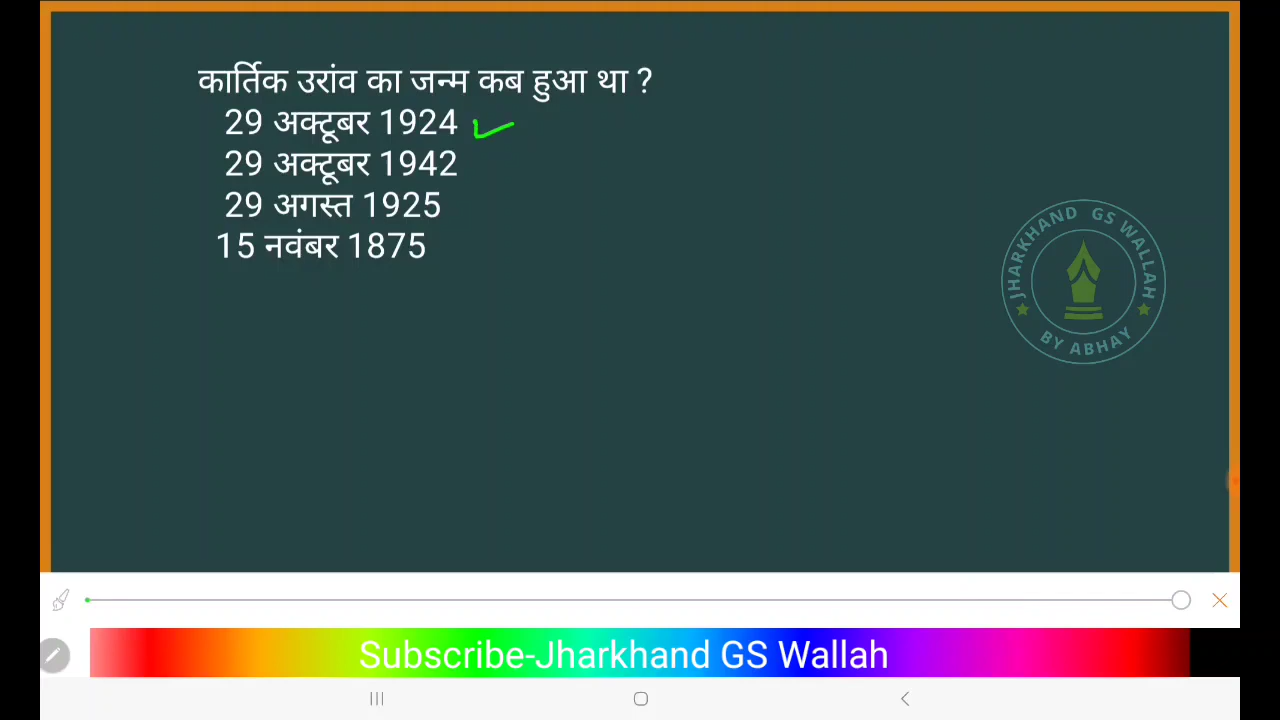 कार्तिक उरांव का जन्म कब हुआ था ?
29 अक्टूबर 1924
29 अक्टूबर 1942
29 अगस्त 1925
15 नवंबर 1875
JHARKHAND GS WALLAH
BY ABHAY
Subscribe-Jharkhand GS Wallah